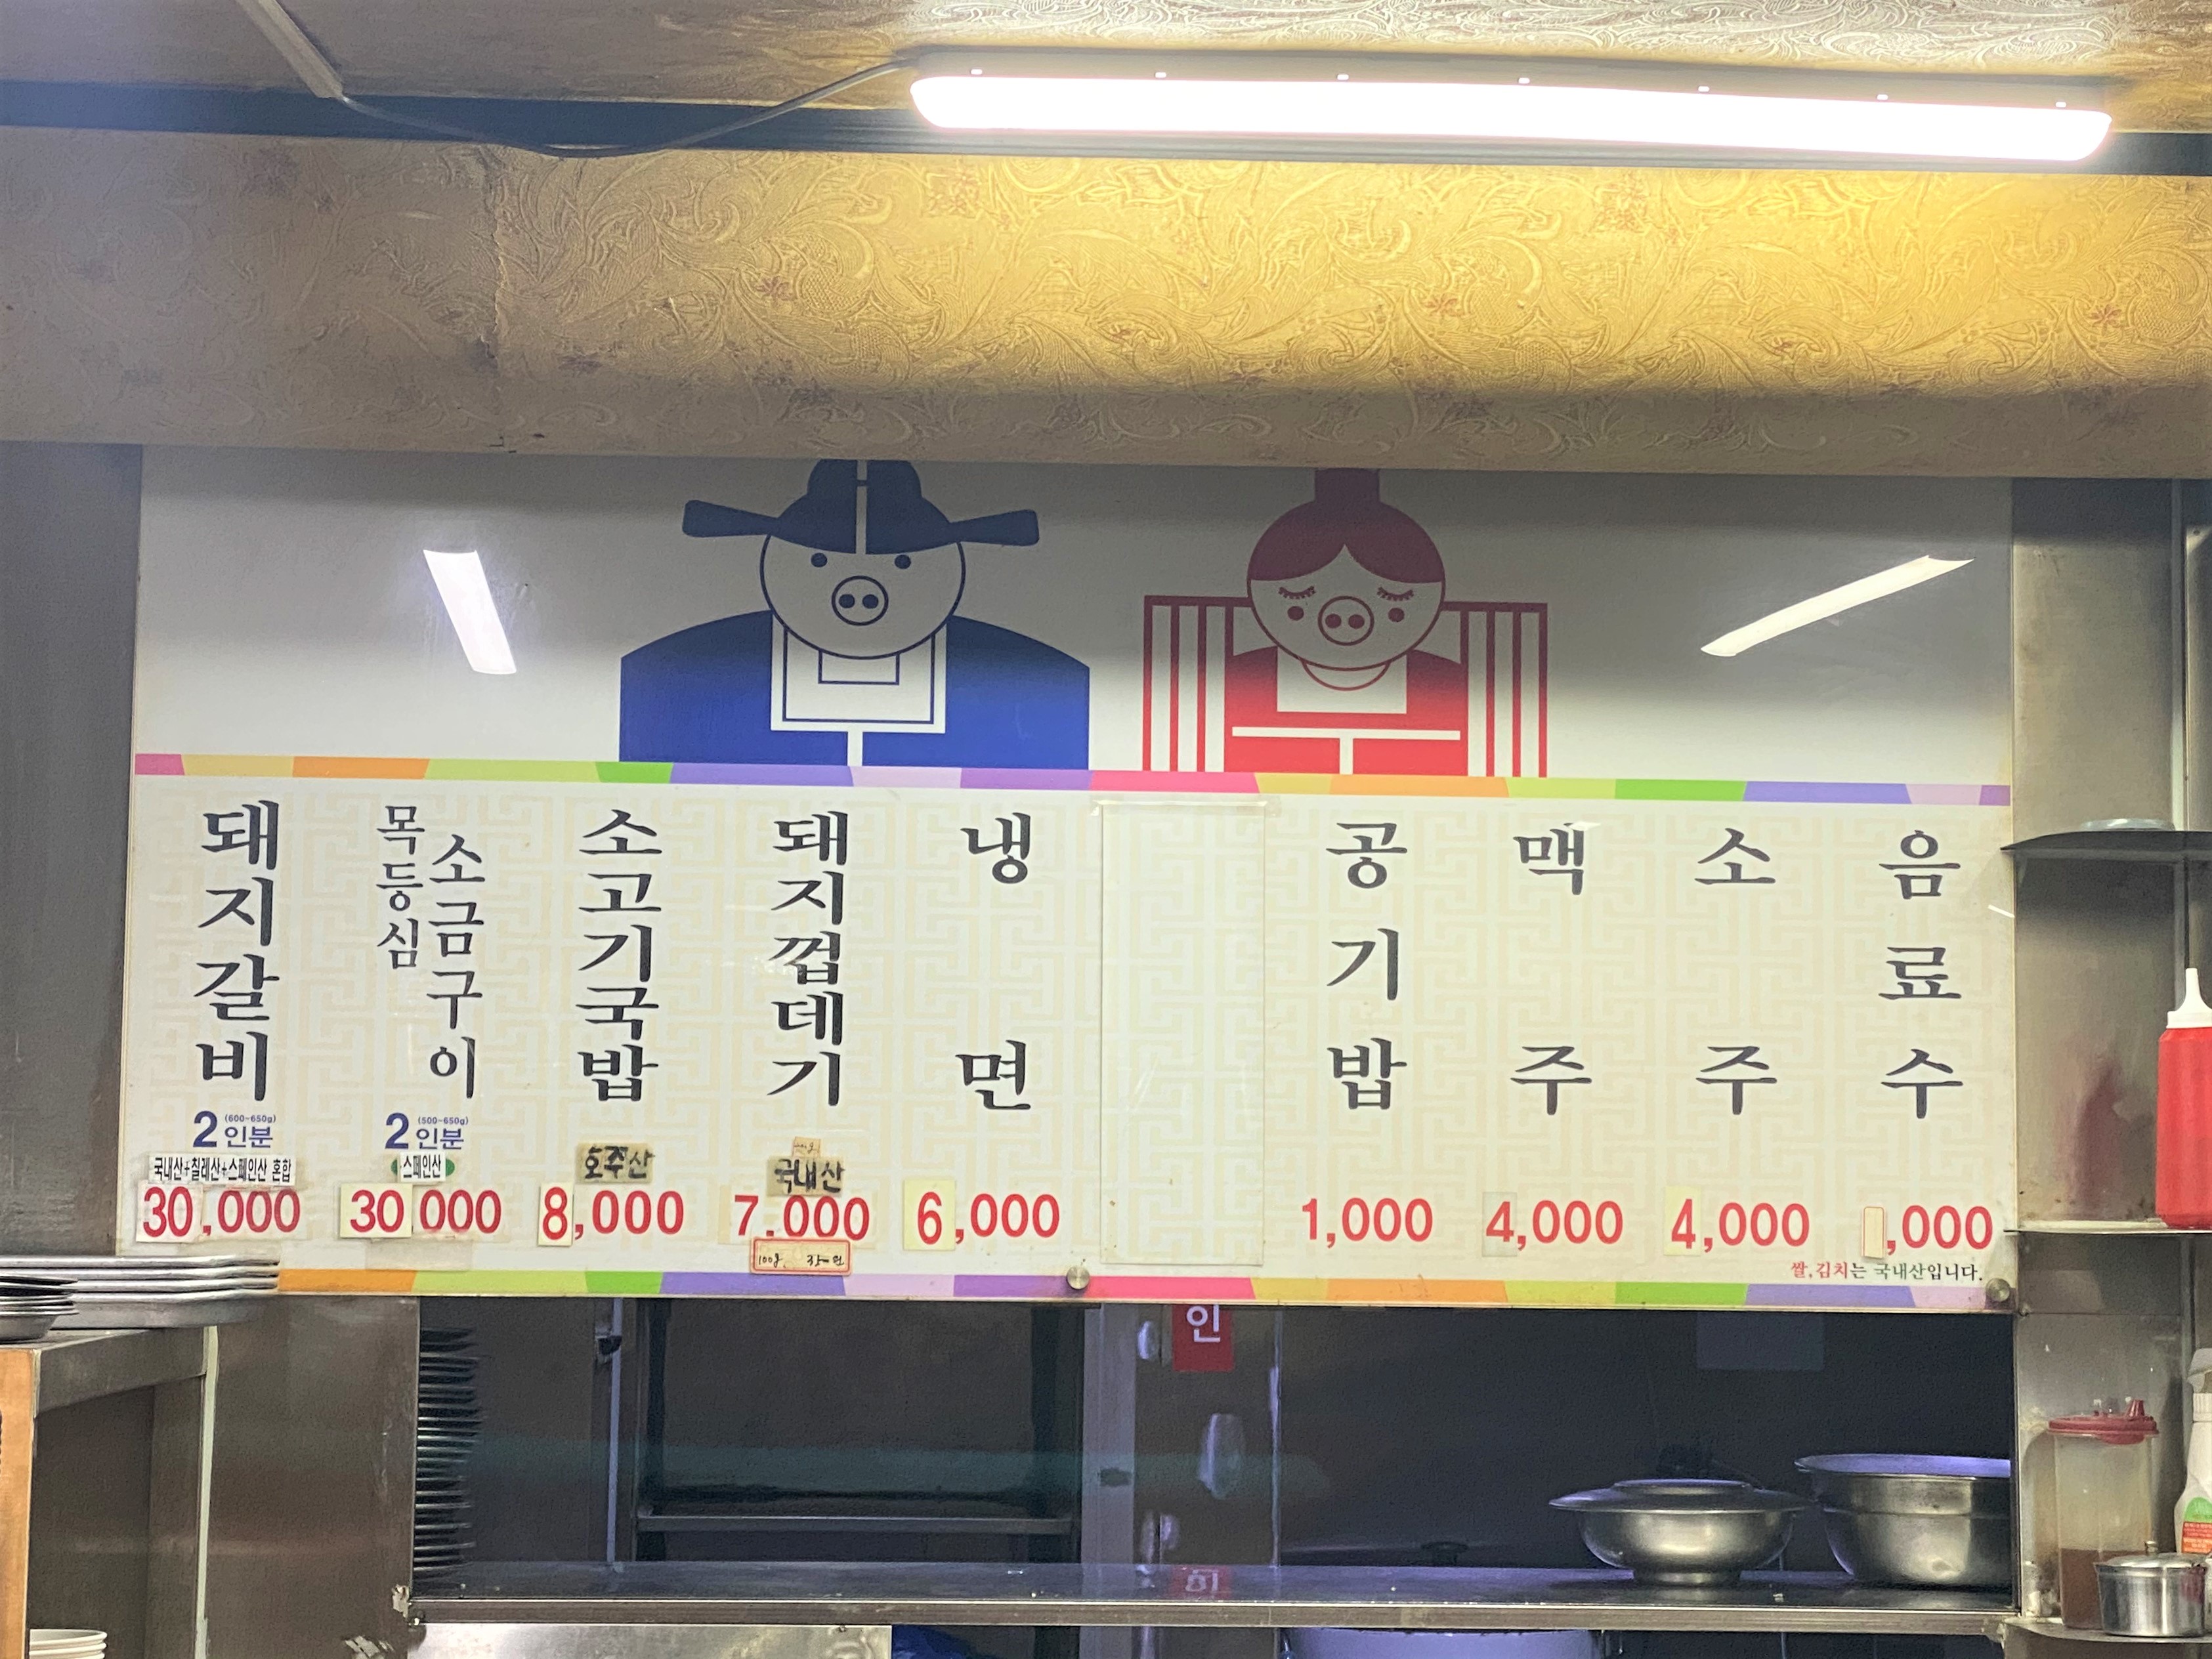 돼지갈비
2인분
(600~650g)
국내산+칠레산+스페인산 혼합
30,000
목등심
소금구이
2인분
(500~650g)
스페인산
30 000
소고기국밥
호주산
8,000
돼지껍데기
국내산
7,000
100g
냉면
6,000
공기밥
1,000
맥주
4,000
소주
4,000
음료수
,000
쌀,김치는 국내산입니다.
인